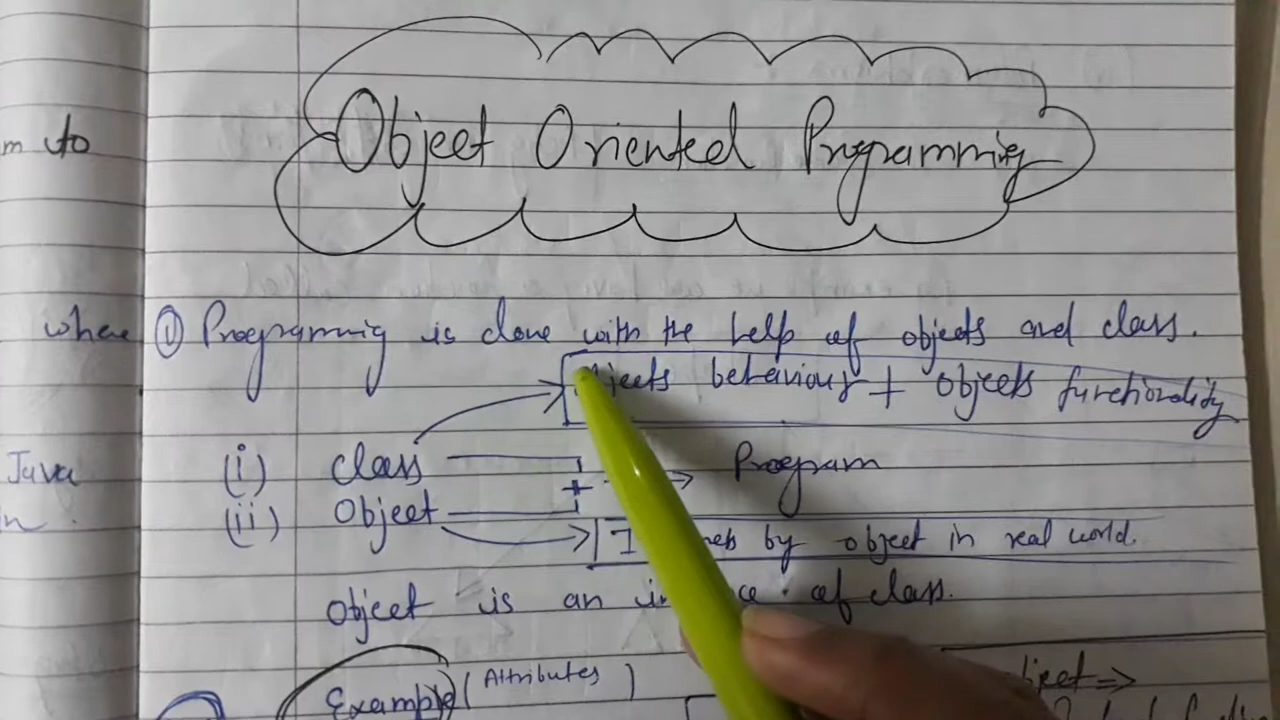 Object Oriented Programming
m to
where ① Programming is done with the help of objects and class.
behaviour + Objects functionality
Java (i) class → Program
(ii) Object +
by object in real world.
Object is an of class.
Example (Attributes)